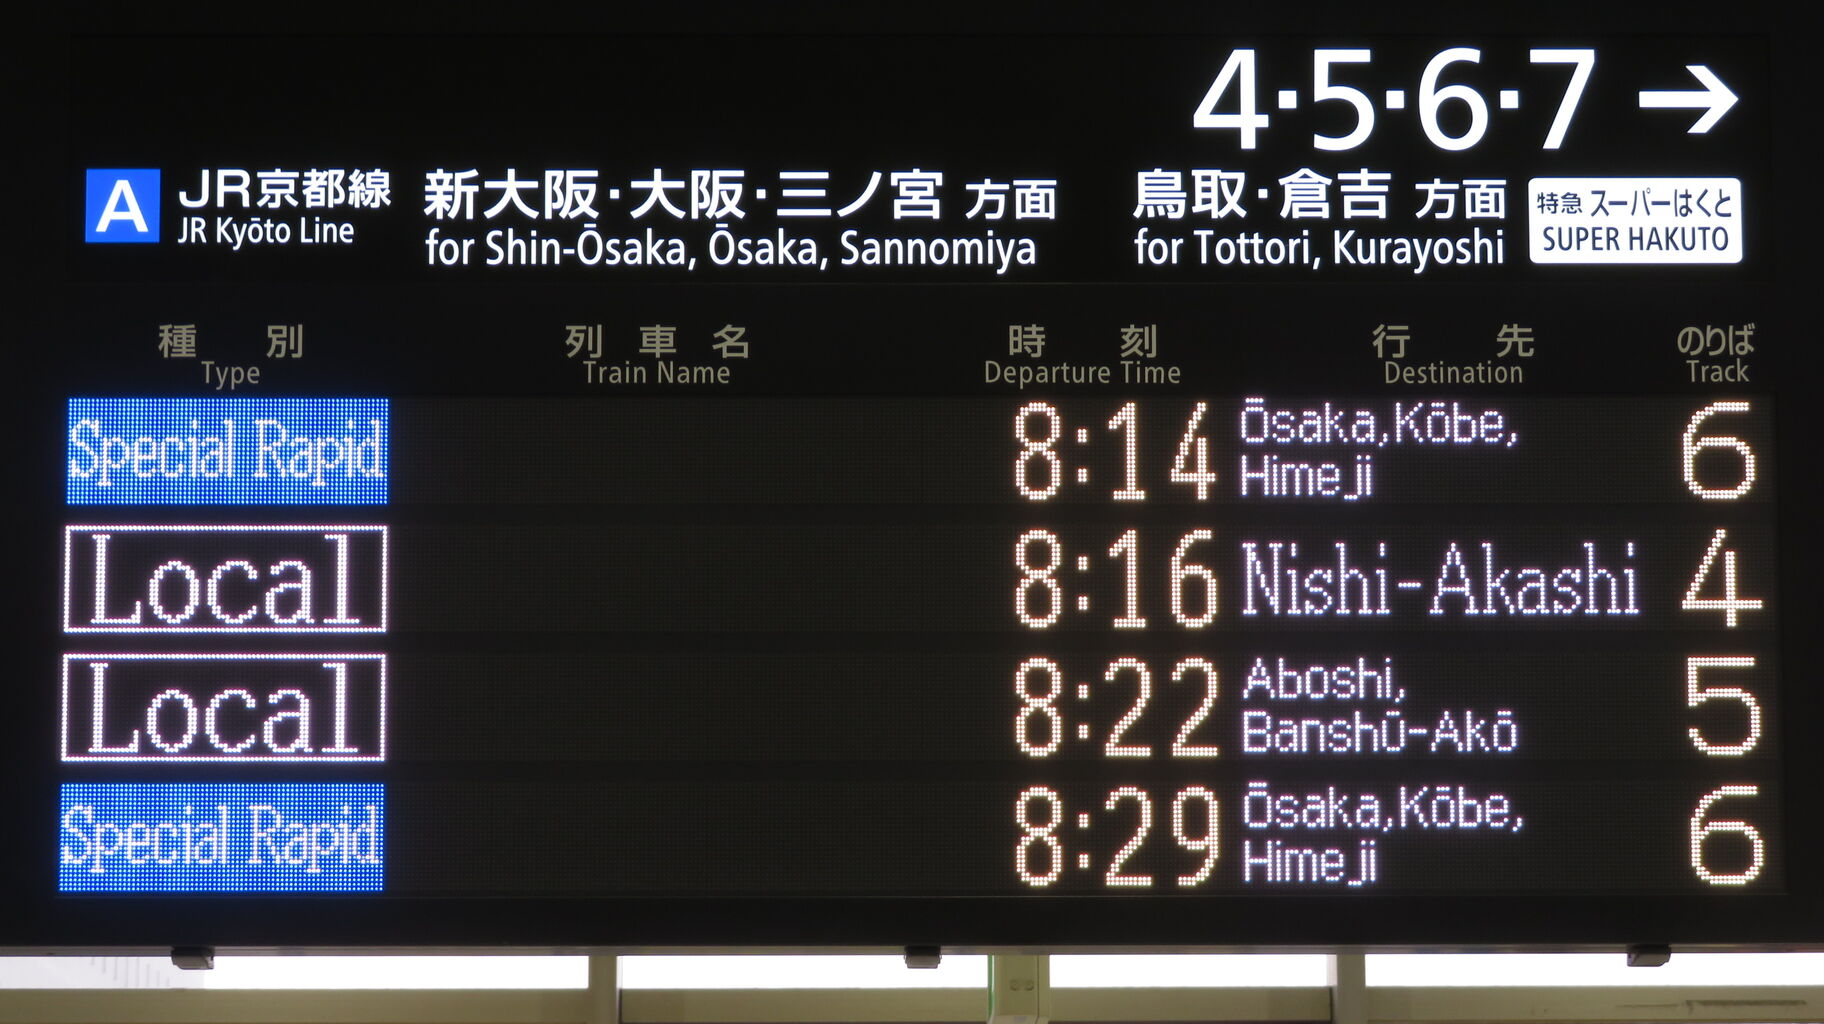 4·5·6·7 →
A JR京都線 新大阪·大阪·三ノ宮 方面 鳥取·倉吉 方面 特急 スーパーはくと
JR Kyōto Line for Shin-Ōsaka, Ōsaka, Sannomiya for Tottori, Kurayoshi SUPER HAKUTO
種別 列車名 時刻 行先 のりば
Type Train Name Departure Time Destination Track
Special Rapid 8:14 Ōsaka,Kōbe, Himeji 6
Local 8:16 Nishi-Akashi 4
Local 8:22 Aboshi, Banshū-Akō 5
Special Rapid 8:29 Ōsaka,Kōbe, Himeji 6